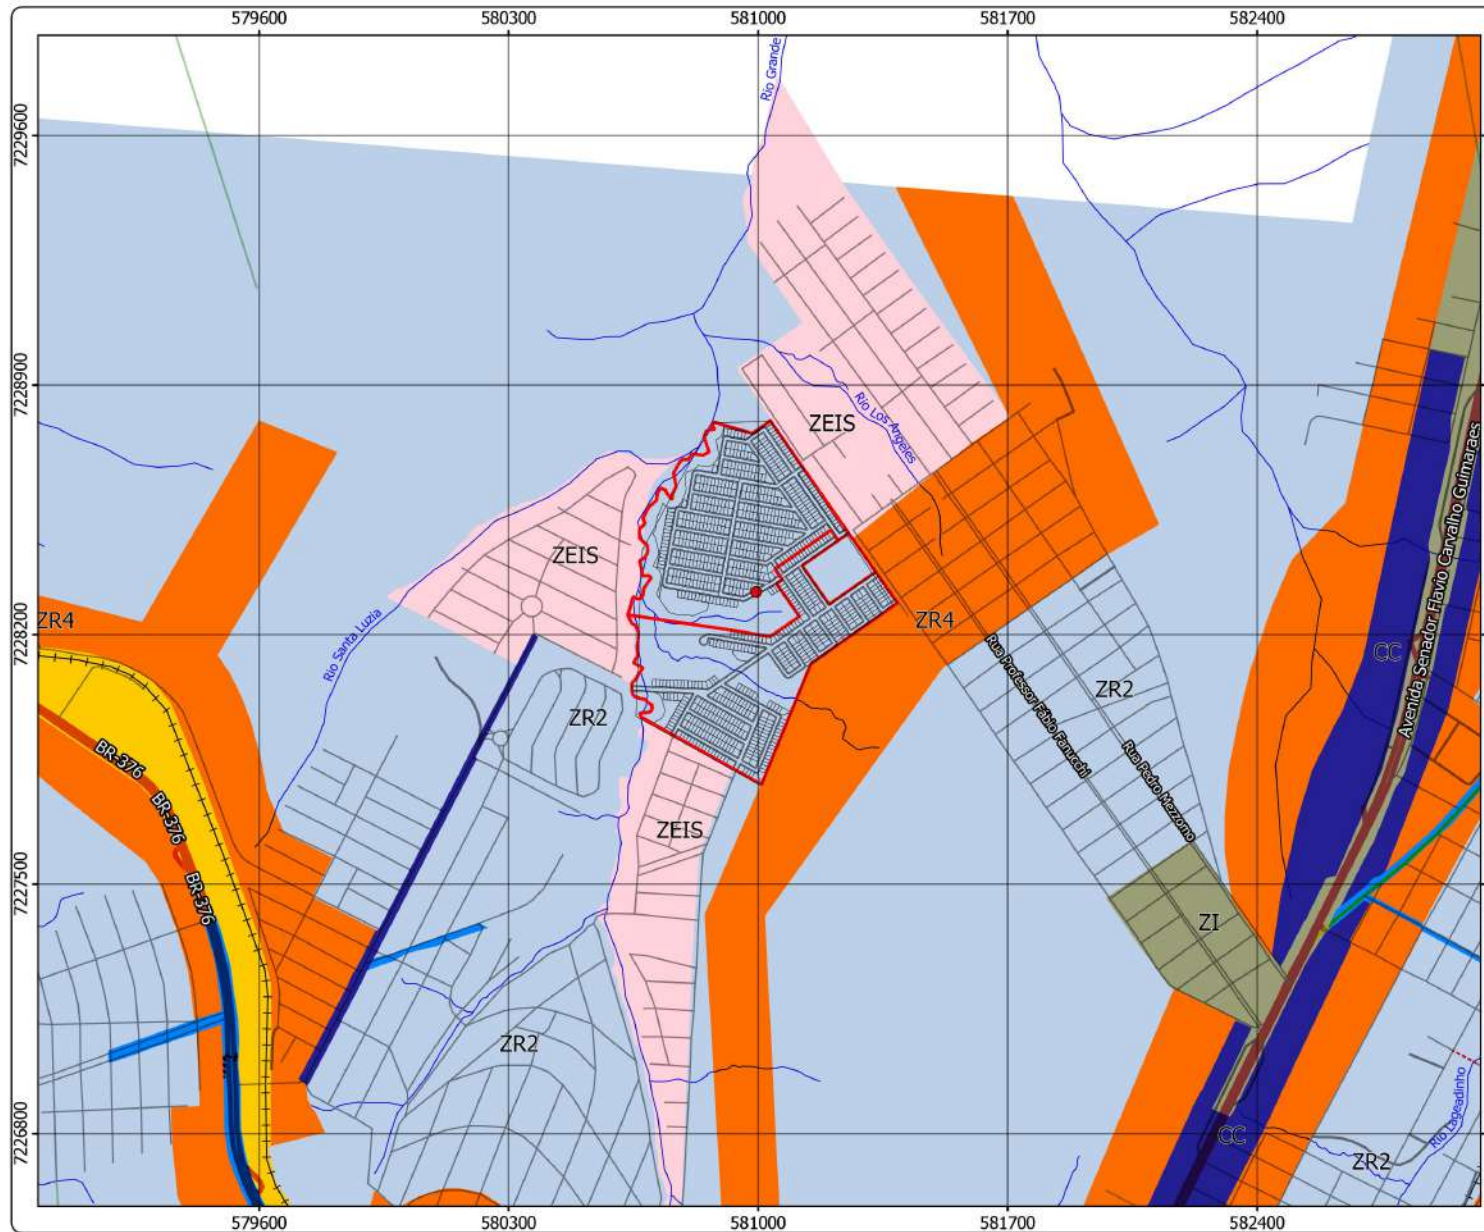 579600 580300 581000 581700 582400
Rio Grande
7229600
7228900
ZEIS
Rio Los Angeles
Avenida Senador Flavio Carvalho Guimaraes
ZEIS
7228200
ZR4
Rio Santa Luzia
ZR4
CC
Rua Professor Fábio Fanucchi
ZR2
ZR2
BR-376
BR-376
Rua Pedro Mezzomo
ZEIS
BR-376
7227500
ZI
ZR2
Rio Lageadinho
7226800
CC
ZR2
579600 580300 581000 581700 582400